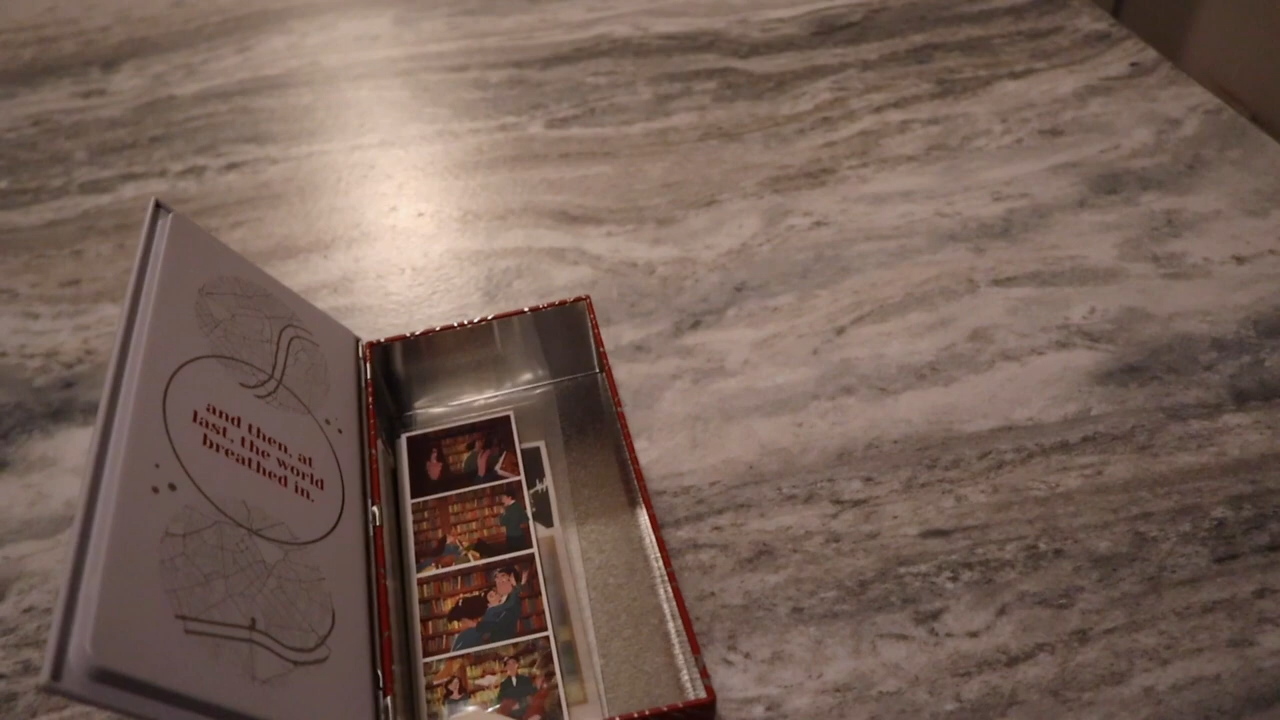 and then, at
last, the world
breathed in.